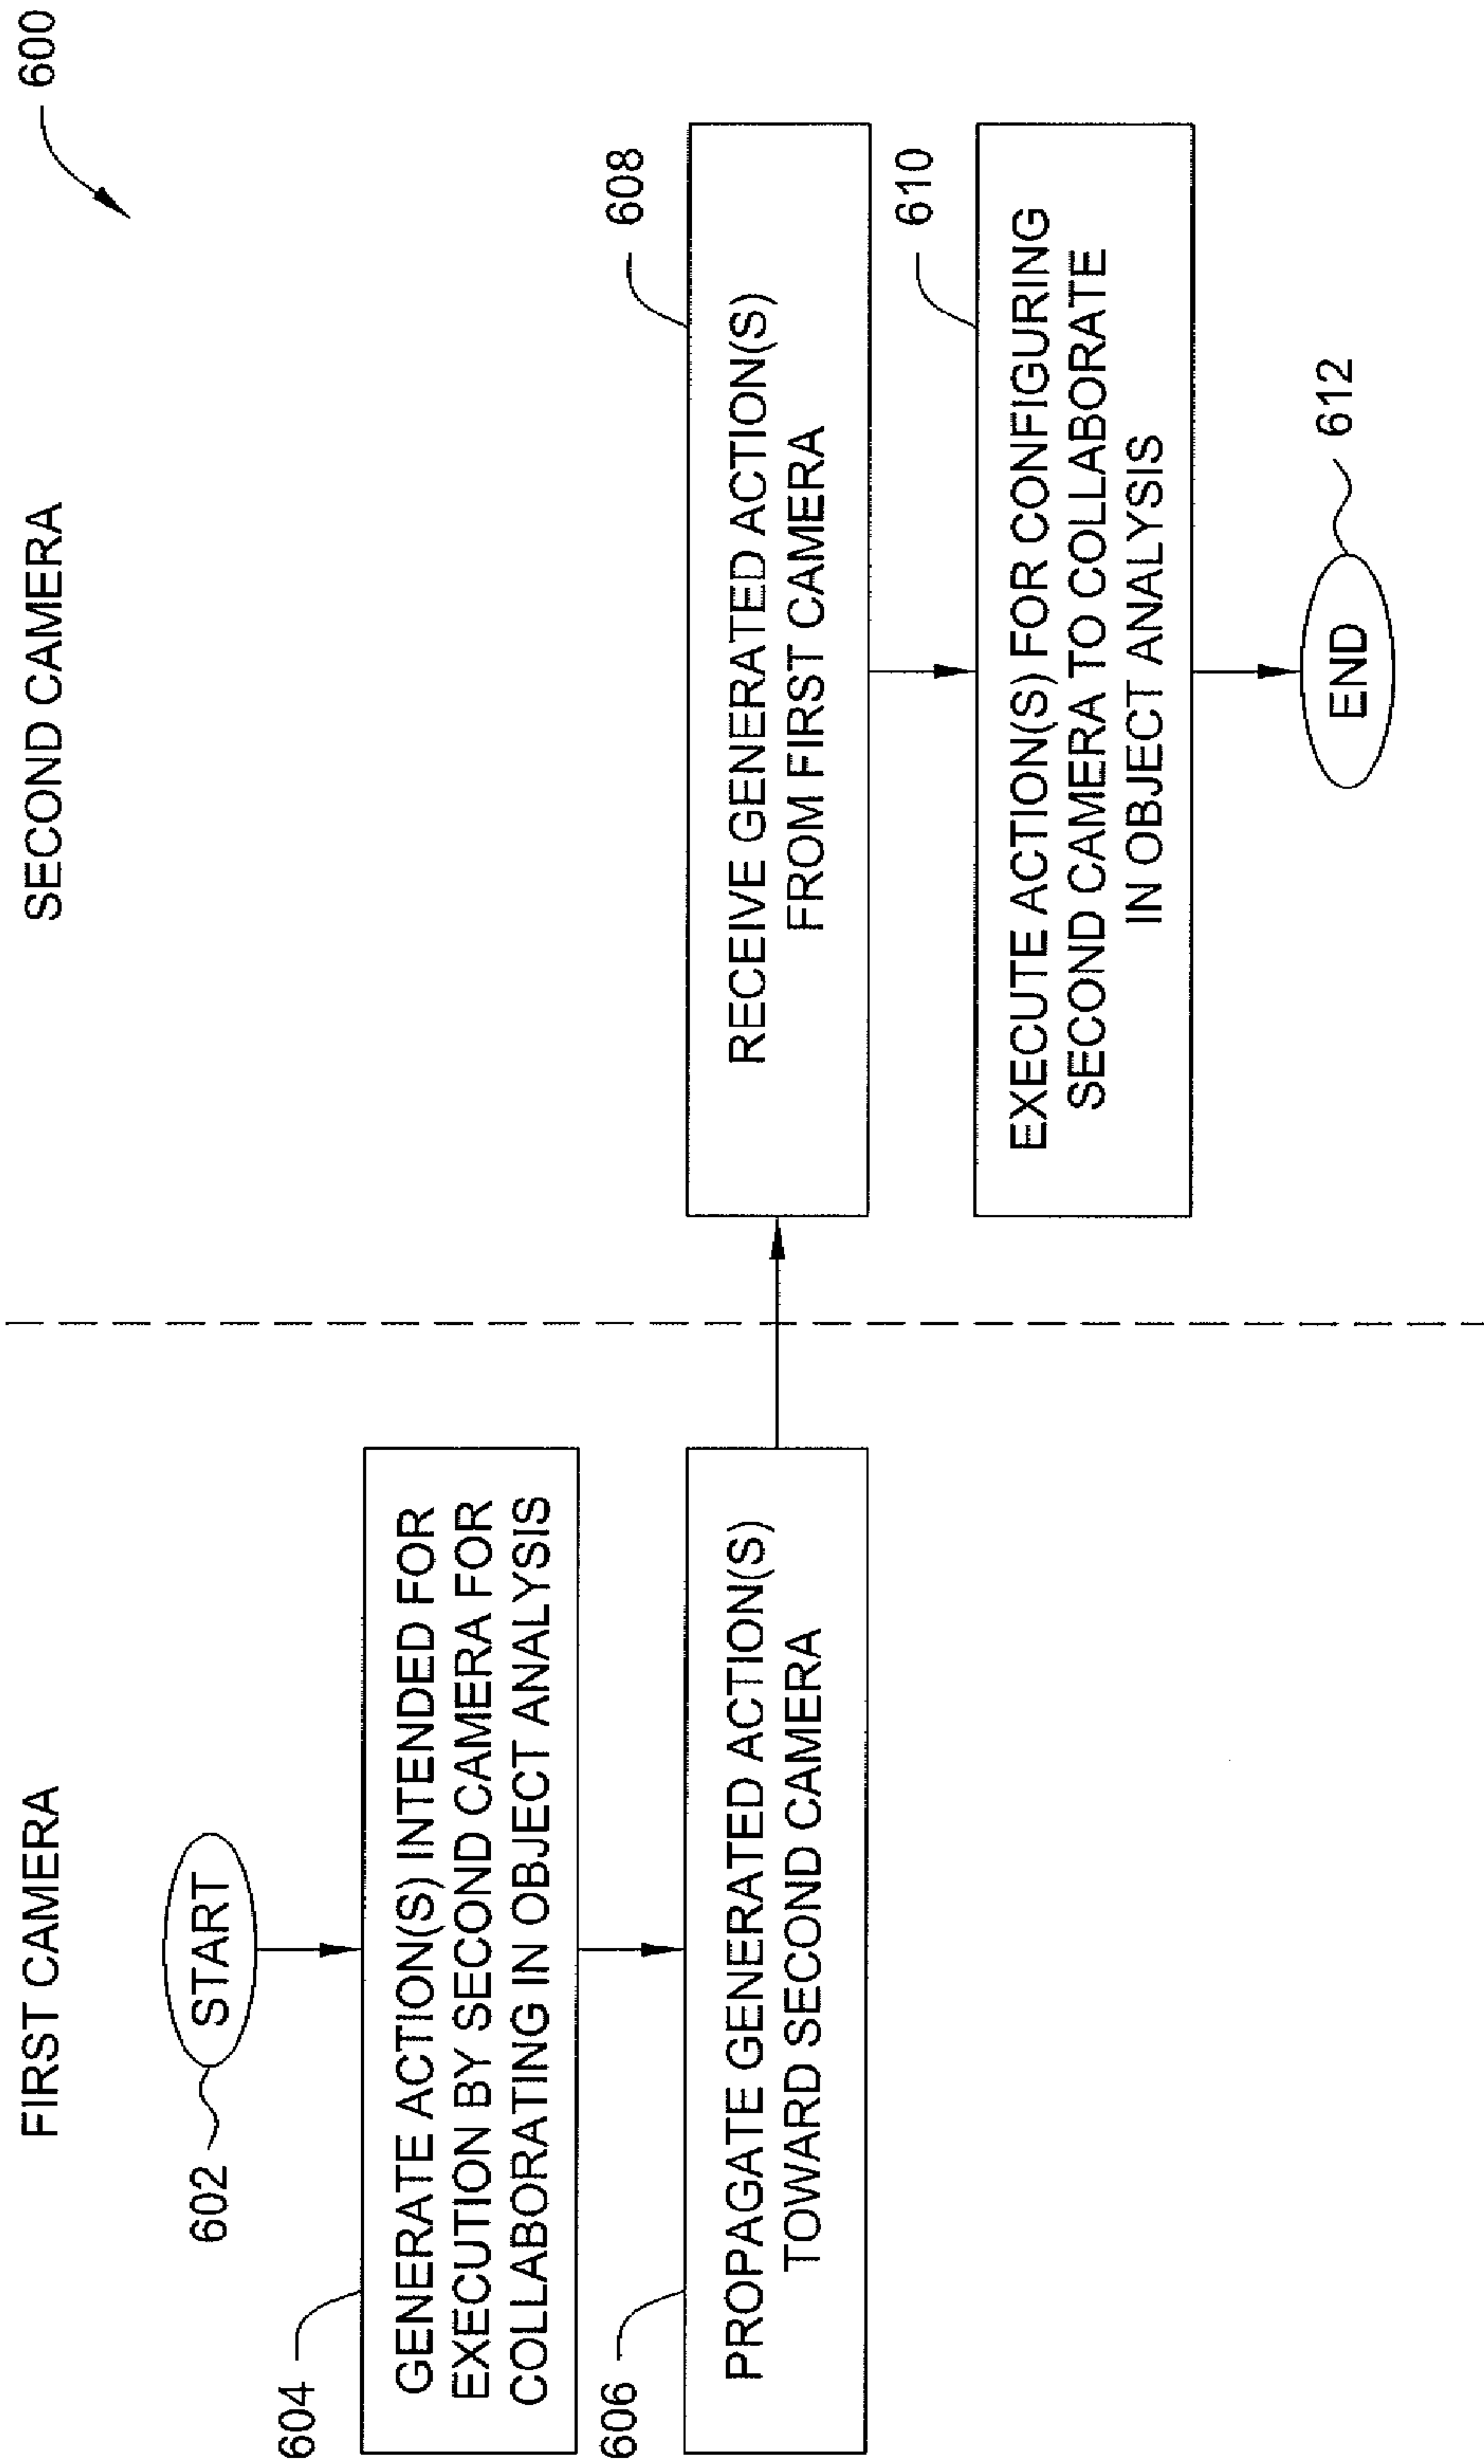 600
FIRST CAMERA
SECOND CAMERA
602
START
604
GENERATE ACTION(S) INTENDED FOR
EXECUTION BY SECOND CAMERA FOR
COLLABORATING IN OBJECT ANALYSIS
606
PROPAGATE GENERATED ACTION(S)
TOWARD SECOND CAMERA
608
RECEIVE GENERATED ACTION(S)
FROM FIRST CAMERA
610
EXECUTE ACTION(S) FOR CONFIGURING
SECOND CAMERA TO COLLABORATE
IN OBJECT ANALYSIS
END
612